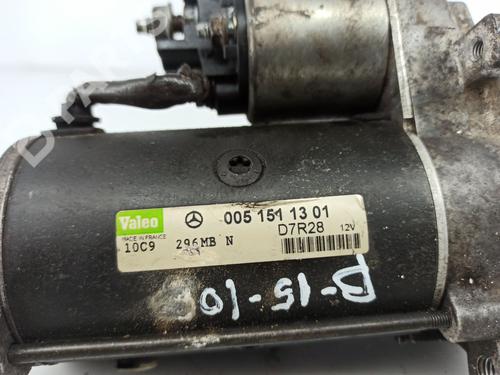 Valeo 005 151 13 01
MADE IN FRANCE D7R28 12V
10C9 296MB N
B-15-10